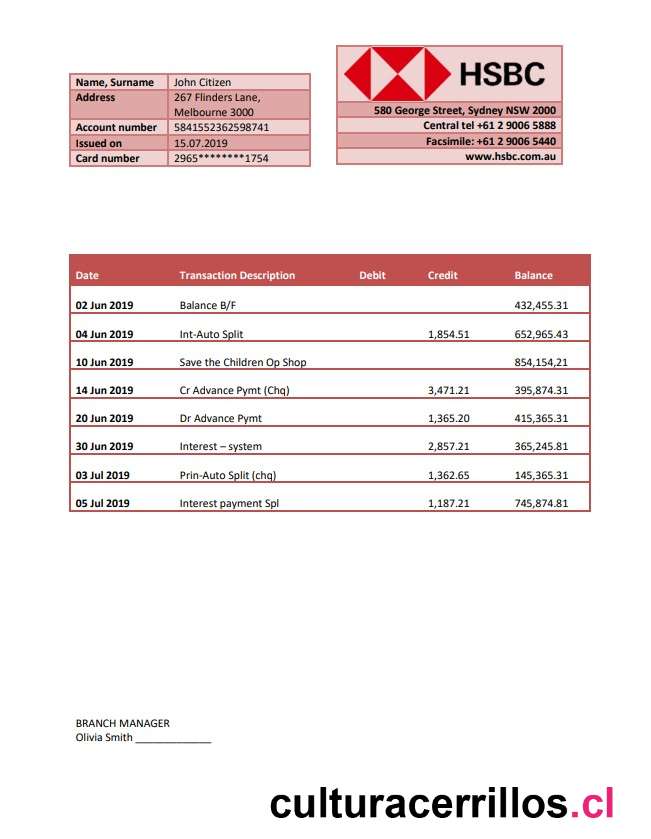 Name, Surname John Citizen
Address 267 Flinders Lane,
Melbourne 3000
Account number 5841552362598741
Issued on 15.07.2019
Card number 2965********1754
HSBC
580 George Street, Sydney NSW 2000
Central tel +61 2 9006 5888
Facsimile: +61 2 9006 5440
www.hsbc.com.au
Date Transaction Description Debit Credit Balance
02 Jun 2019 Balance B/F 432,455.31
04 Jun 2019 Int-Auto Split 1,854.51 652,965.43
10 Jun 2019 Save the Children Op Shop 854,154,21
14 Jun 2019 Cr Advance Pymt (Chq) 3,471.21 395,874.31
20 Jun 2019 Dr Advance Pymt 1,365.20 415,365.31
30 Jun 2019 Interest – system 2,857.21 365,245.81
03 Jul 2019 Prin-Auto Split (chq) 1,362.65 145,365.31
05 Jul 2019 Interest payment Spl 1,187.21 745,874.81
BRANCH MANAGER
Olivia Smith _____________
culturacerrillos.cl